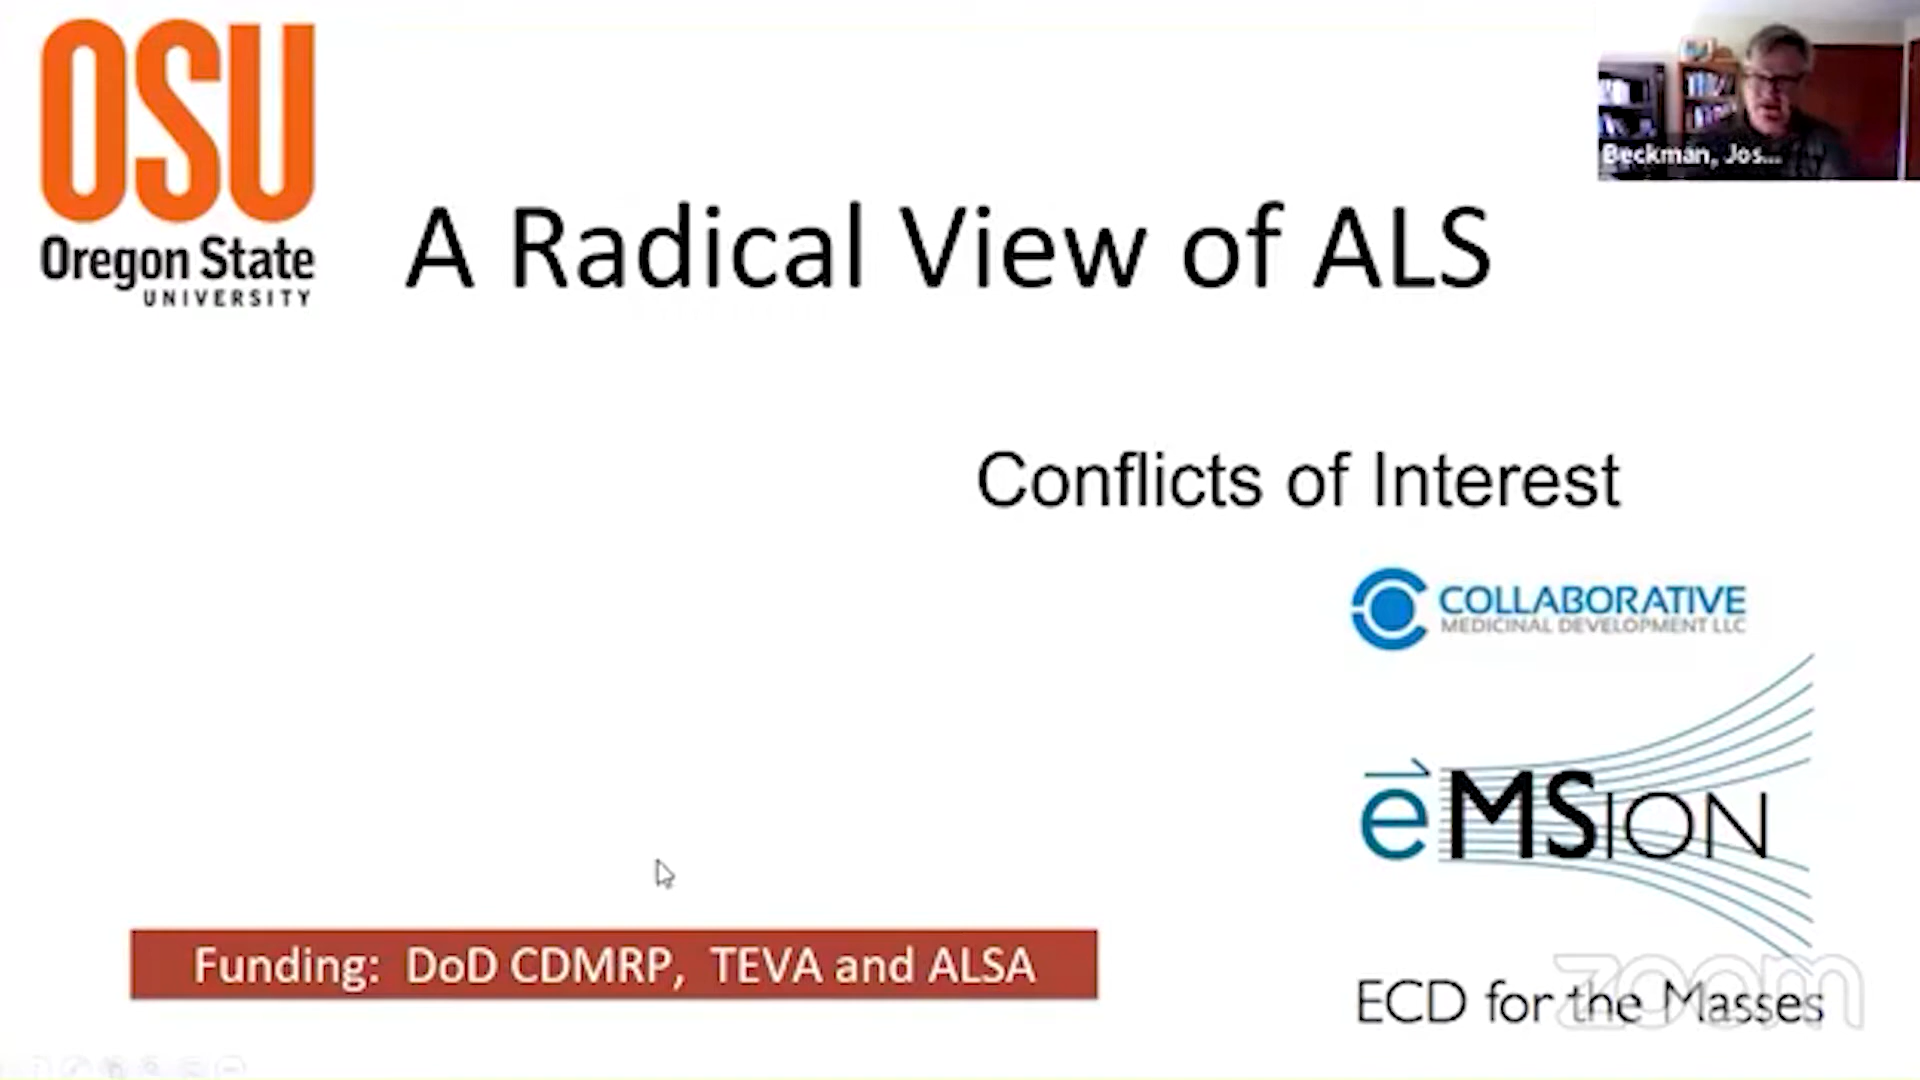 OSU
Oregon State
UNIVERSITY
Beckman, Jos...
A Radical View of ALS
Conflicts of Interest
COLLABORATIVE
MEDICINAL DEVELOPMENT LLC
eMSION
Funding: DoD CDMRP, TEVA and ALSA
ECD for the Masses
zoom